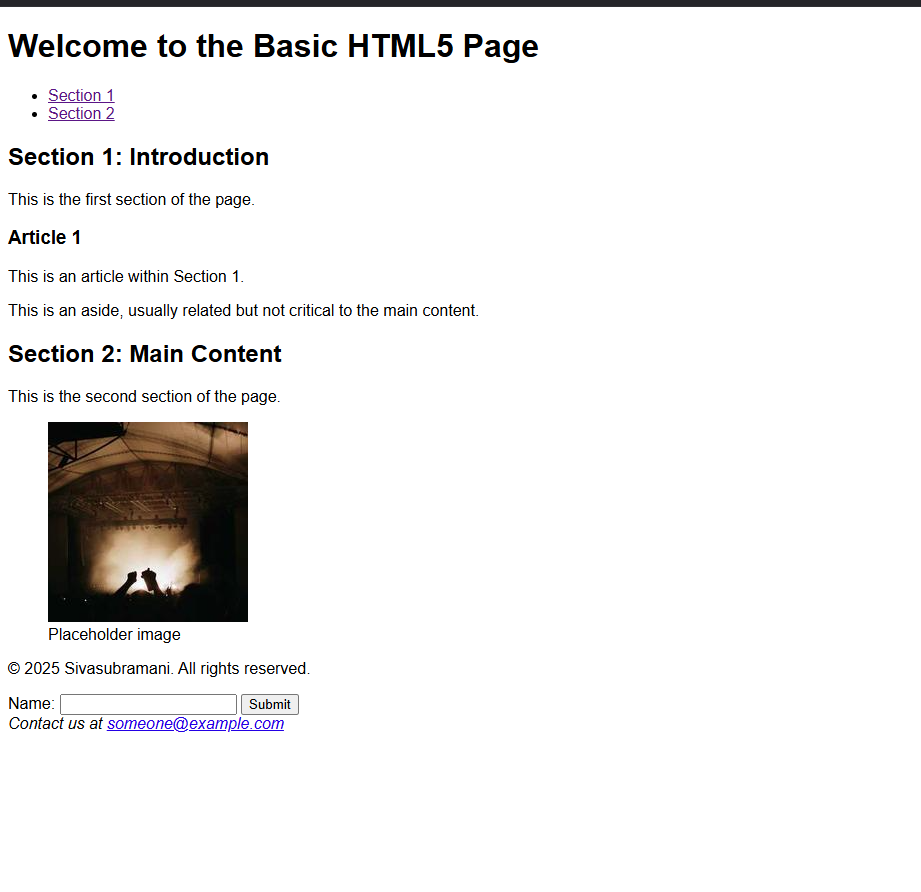 Welcome to the Basic HTML5 Page
Section 1
Section 2
Section 1: Introduction
This is the first section of the page.
Article 1
This is an article within Section 1.
This is an aside, usually related but not critical to the main content.
Section 2: Main Content
This is the second section of the page.
Placeholder image
© 2025 Sivasubramani. All rights reserved.
Name: Submit
Contact us at someone@example.com